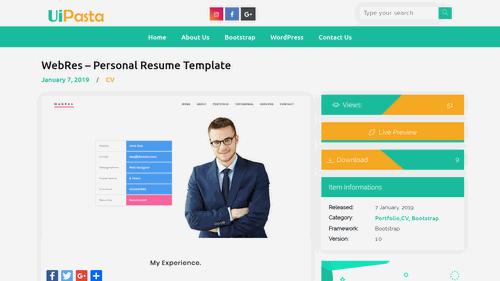 UiPasta
Type your search
Home About Us Bootstrap WordPress Contact Us
WebRes – Personal Resume Template
January 7, 2019 / CV
WebRes
HOME ABOUT PORTFOLIO TESTIMONIAL SERVICES CONTACT
Views: 51
Live Preview
Download 9
Item Informations
Released: 7 January, 2019
Category: Portfolio,CV, Bootstrap
Framework: Bootstrap
Version: 1.0
My Experience.